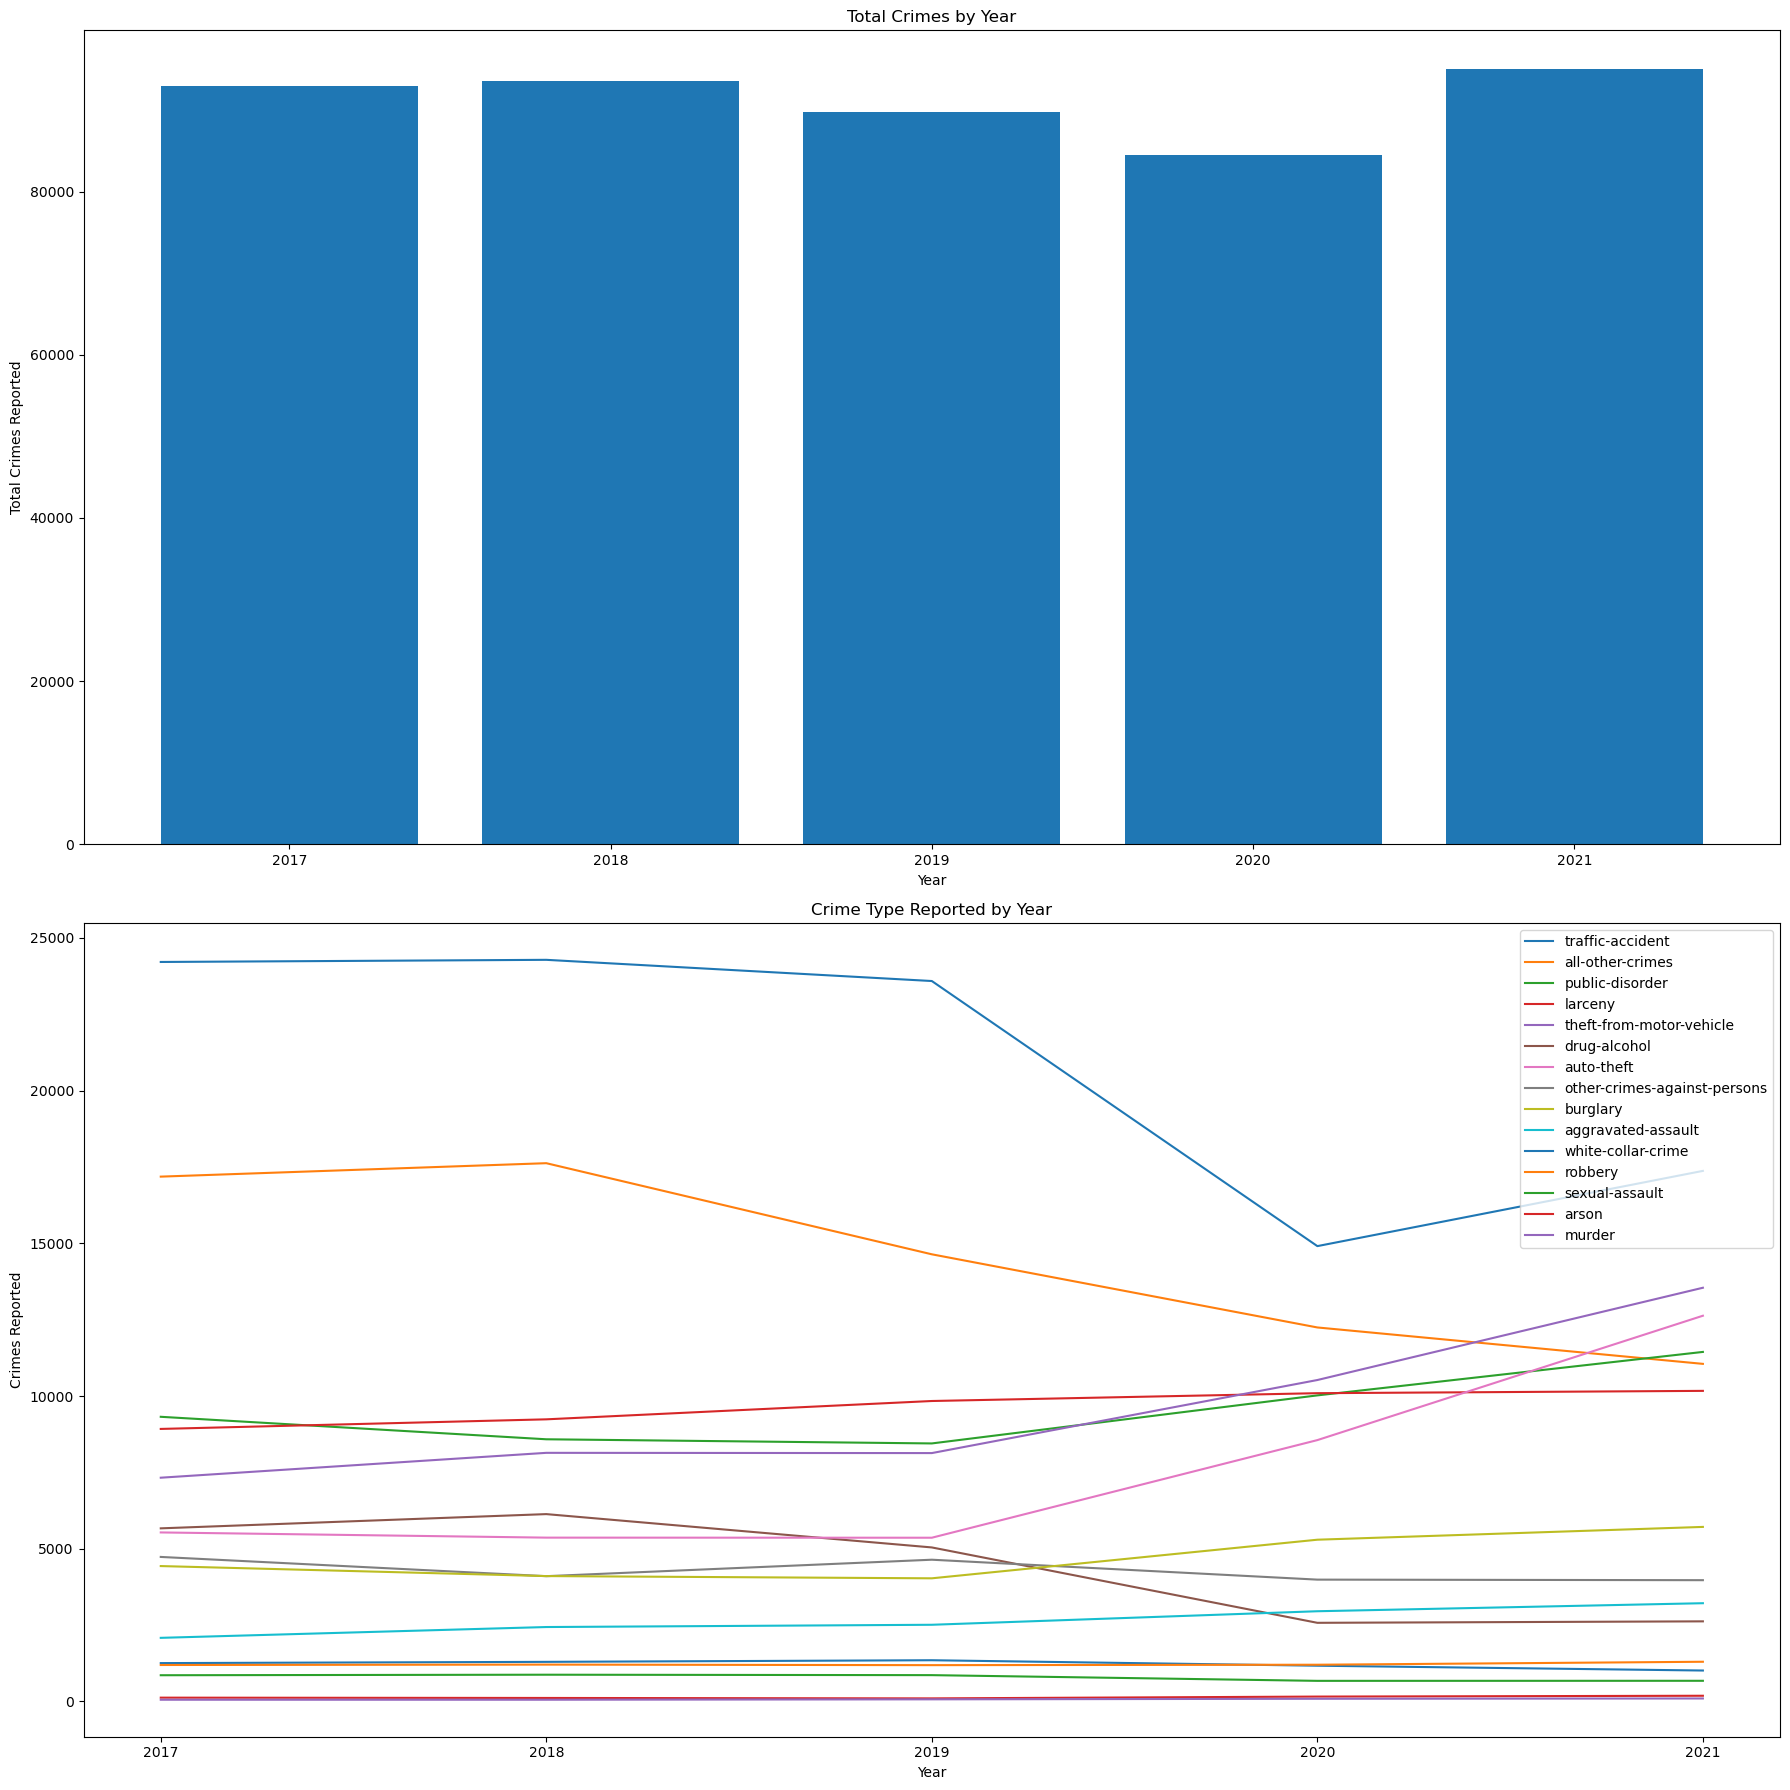 Total Crimes by Year
80000
60000
40000
20000
0
Total Crimes Reported
2017 2018 2019 2020 2021
Year
Crime Type Reported by Year
25000
20000
15000
10000
5000
0
Crimes Reported
traffic-accident
all-other-crimes
public-disorder
larceny
theft-from-motor-vehicle
drug-alcohol
auto-theft
other-crimes-against-persons
burglary
aggravated-assault
white-collar-crime
robbery
sexual-assault
arson
murder
2017 2018 2019 2020 2021
Year